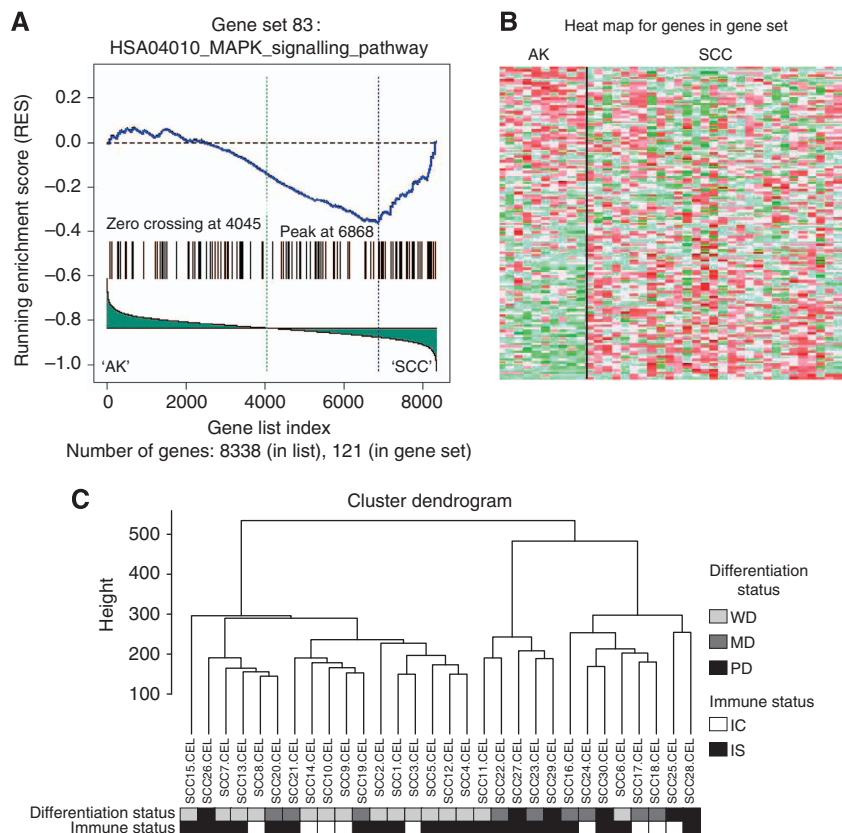 A
Gene set 83:
HSA04010_MAPK_signalling_pathway
Running enrichment score (RES)
0.2
0.0
−0.2
−0.4
−0.6
−0.8
−1.0
Zero crossing at 4045
Peak at 6868
'AK'
'SCC'
0 2000 4000 6000 8000
Gene list index
Number of genes: 8338 (in list), 121 (in gene set)
B
Heat map for genes in gene set
AK SCC
C
Cluster dendrogram
Height
500
400
300
200
100
SCC15.CEL
SCC26.CEL
SCC7.CEL
SCC13.CEL
SCC8.CEL
SCC20.CEL
SCC21.CEL
SCC14.CEL
SCC10.CEL
SCC9.CEL
SCC19.CEL
SCC2.CEL
SCC1.CEL
SCC3.CEL
SCC5.CEL
SCC12.CEL
SCC4.CEL
SCC11.CEL
SCC22.CEL
SCC27.CEL
SCC23.CEL
SCC29.CEL
SCC16.CEL
SCC24.CEL
SCC30.CEL
SCC6.CEL
SCC17.CEL
SCC18.CEL
SCC25.CEL
SCC28.CEL
Differentiation status
Immune status
Differentiation
status
WD
MD
PD
Immune status
IC
IS